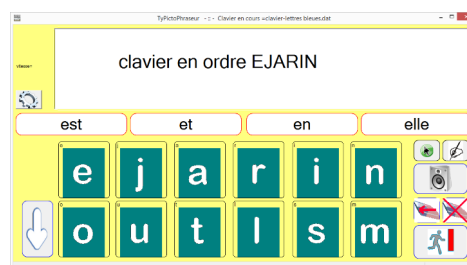 TyPictoPhraseur - : - Clavier en cours =clavier-lettres bleues.dat
clavier en ordre EJARIN
est et en elle
e j a r i n
o u t l s m